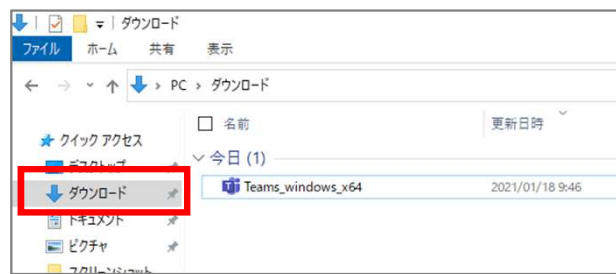 ダウンロード
ファイル ホーム 共有 表示
PC › ダウンロード
名前 更新日時
クイック アクセス
今日 (1)
デスクトップ
ダウンロード
Teams_windows_x64 2021/01/18 9:46
ドキュメント
ピクチャ
スクリーンショット